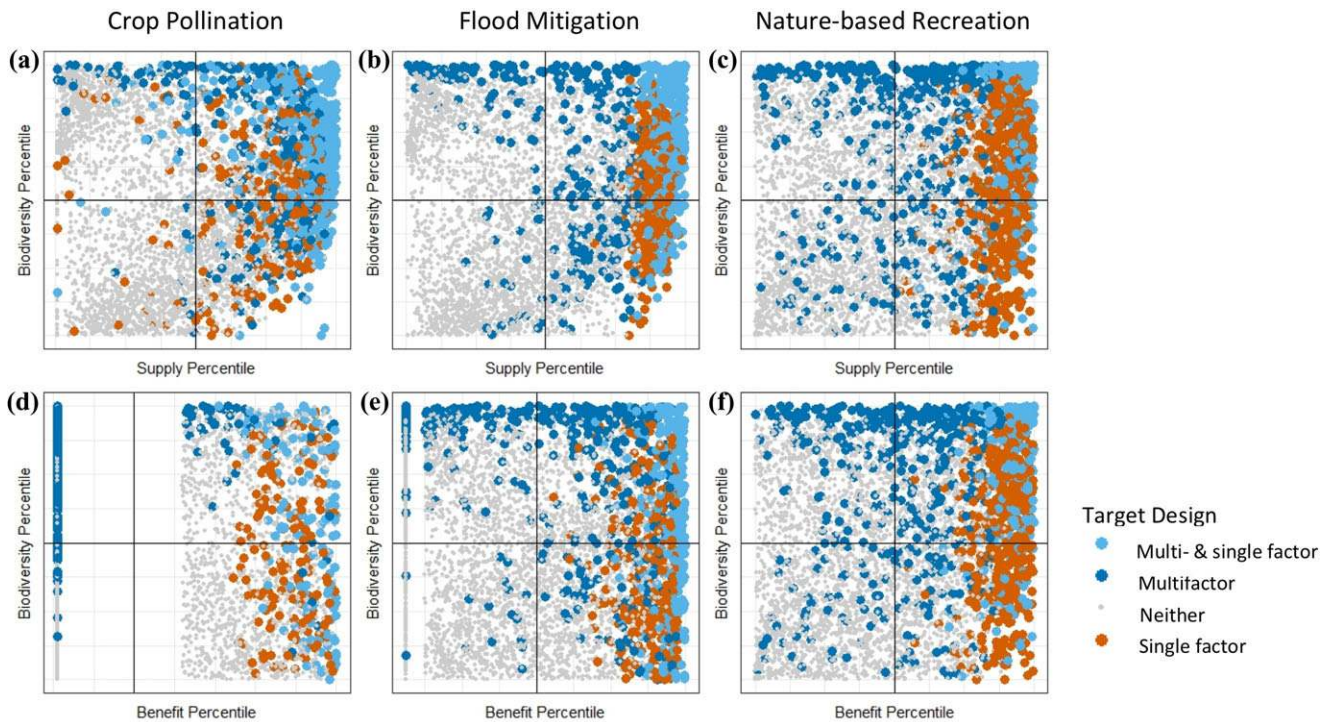 Crop Pollination
Flood Mitigation
Nature-based Recreation
(a)
(b)
(c)
Biodiversity Percentile
Biodiversity Percentile
Biodiversity Percentile
Supply Percentile
Supply Percentile
Supply Percentile
(d)
(e)
(f)
Biodiversity Percentile
Biodiversity Percentile
Biodiversity Percentile
Benefit Percentile
Benefit Percentile
Benefit Percentile
Target Design
Multi- & single factor
Multifactor
Neither
Single factor